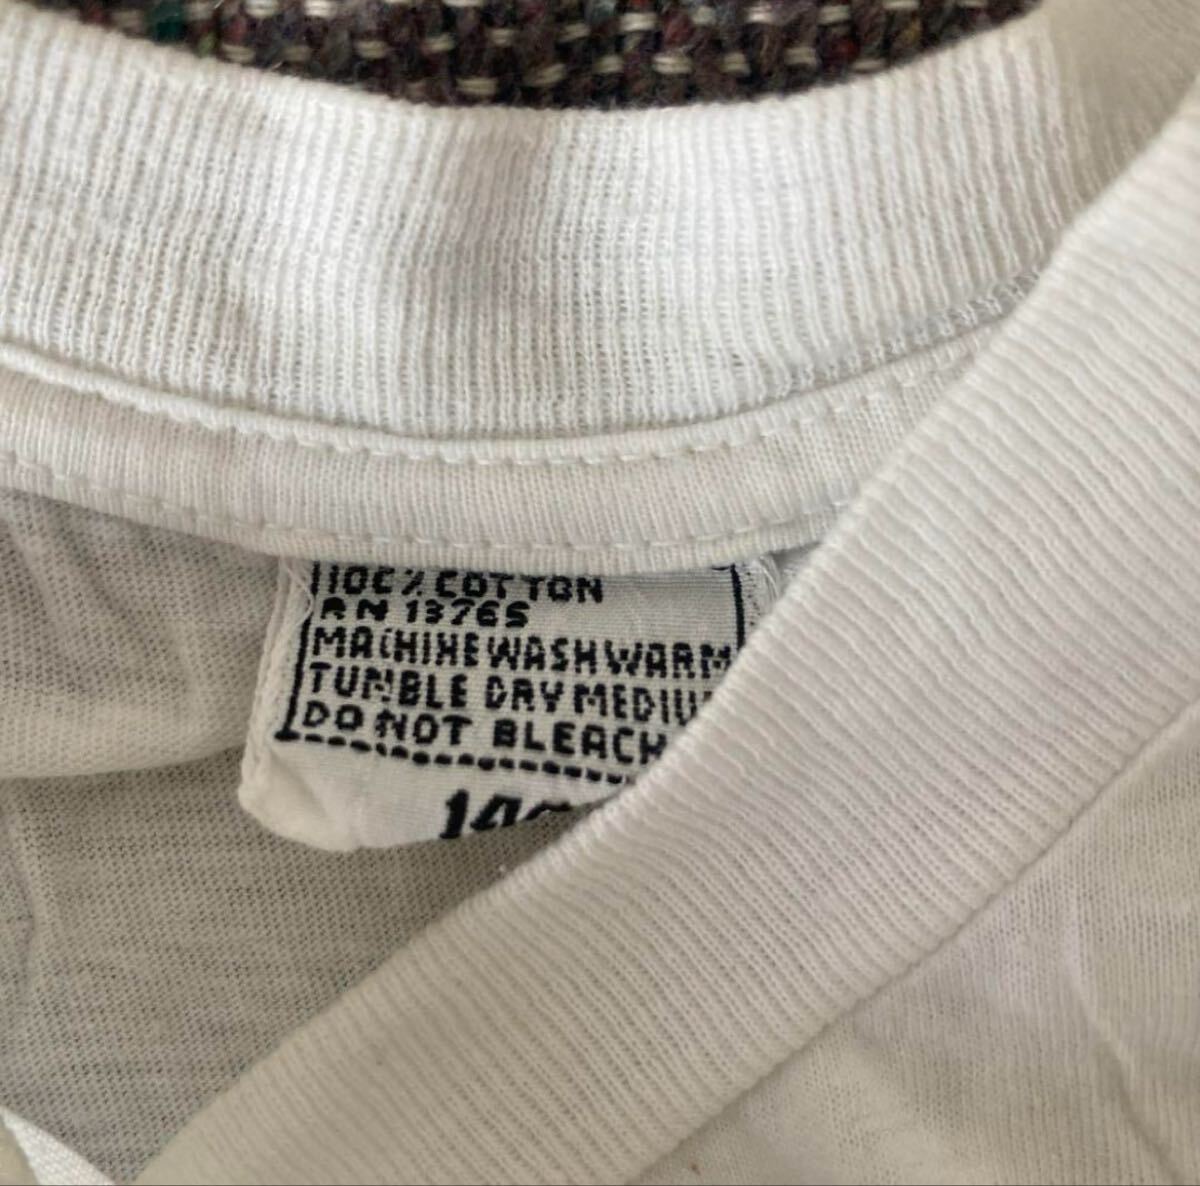 100% COTTON
RN 13765
MACHINE WASH WARM
TUMBLE DRY MEDIU
DO NOT BLEACH